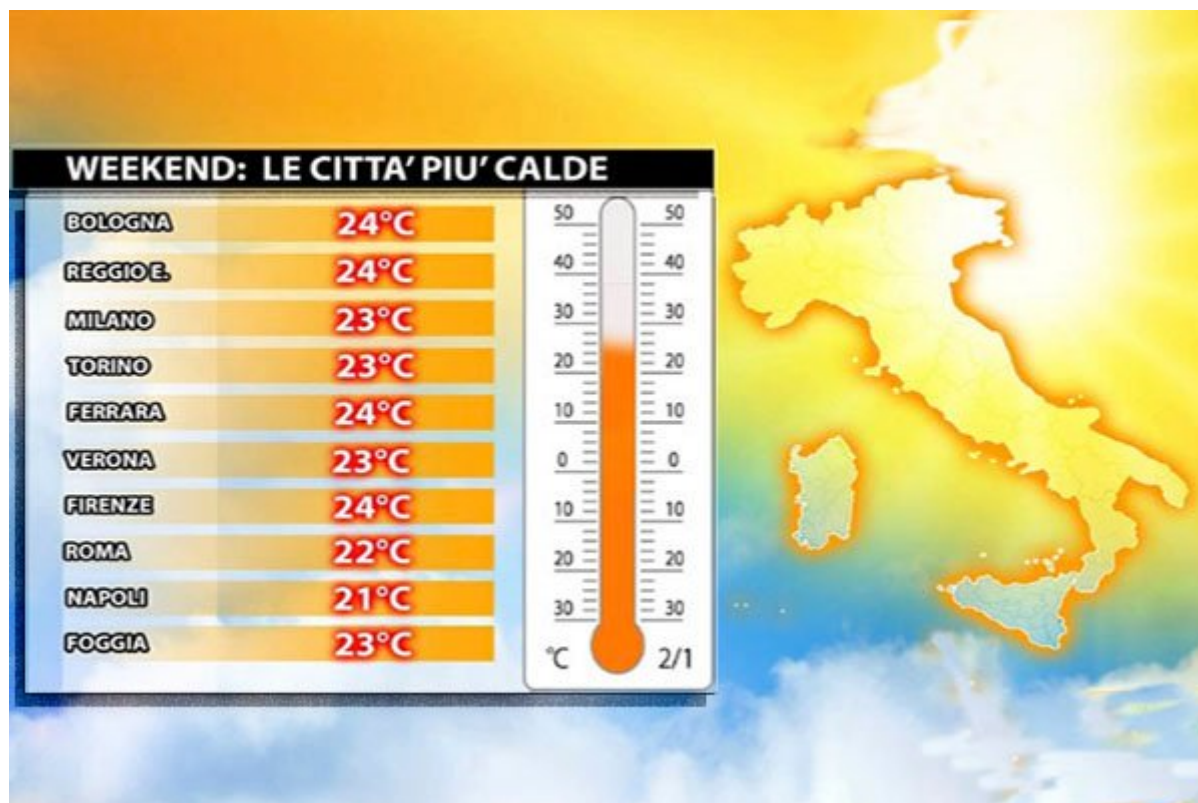 WEEKEND: LE CITTA' PIU' CALDE
BOLOGNA 24°C
REGGIO E. 24°C
MILANO 23°C
TORINO 23°C
FERRARA 24°C
VERONA 23°C
FIRENZE 24°C
ROMA 22°C
NAPOLI 21°C
FOGGIA 23°C
50 50
40 40
30 30
20 20
10 10
0 0
10 10
20 20
30 30
°C 2/1